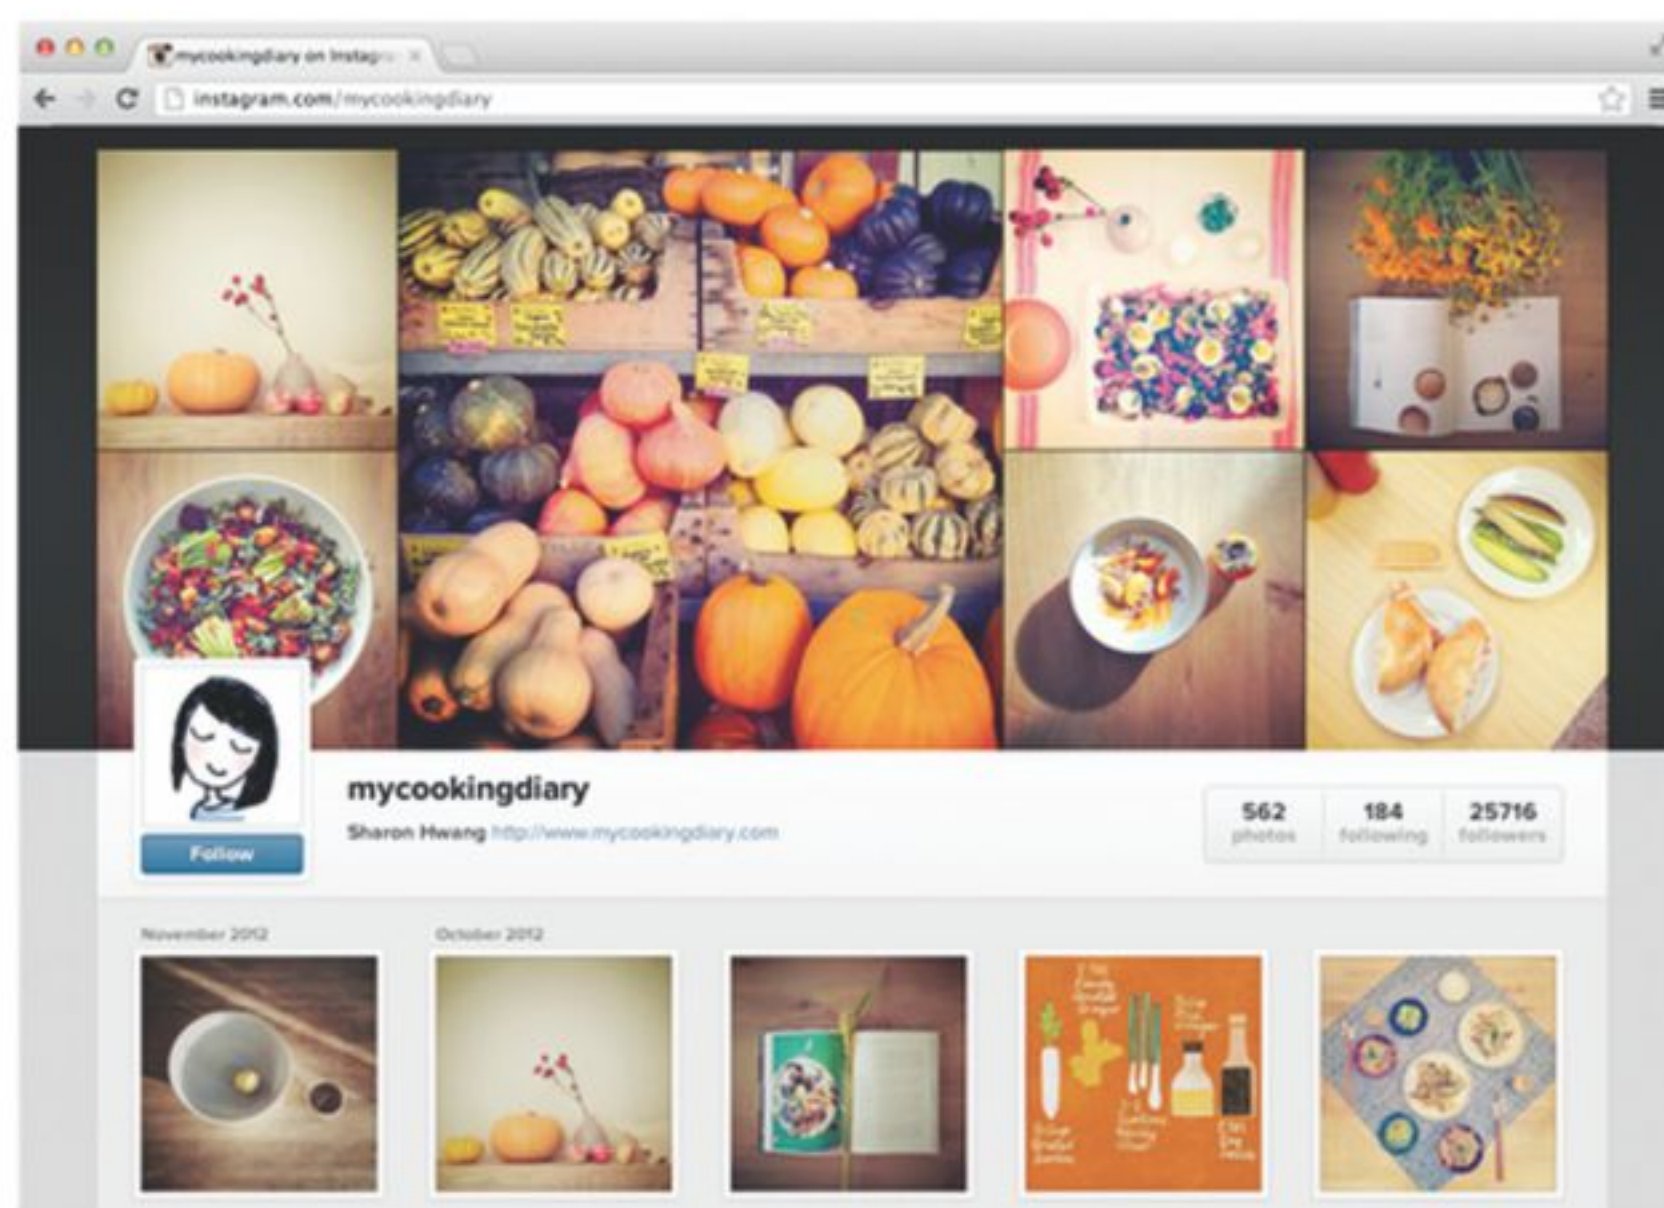 mycookingdiary on Instagr
instagram.com/mycookingdiary
mycookingdiary
Sharon Hwang http://www.mycookingdiary.com
562
photos
184
following
25716
followers
Follow
November 2012
October 2012